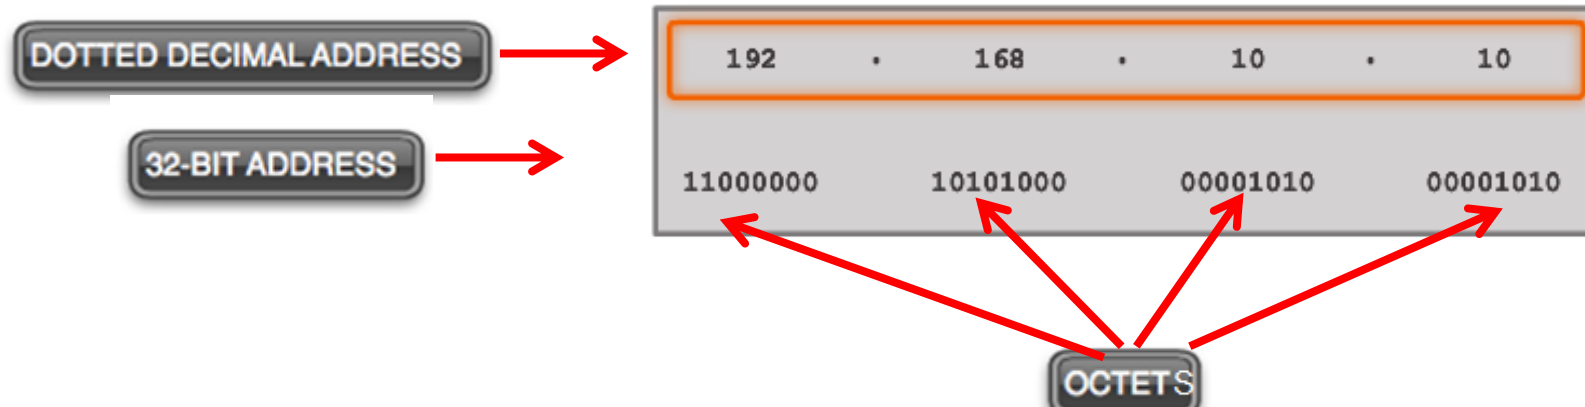 DOTTED DECIMAL ADDRESS
192 . 168 . 10 . 10
32-BIT ADDRESS
11000000 10101000 00001010 00001010
OCTETS